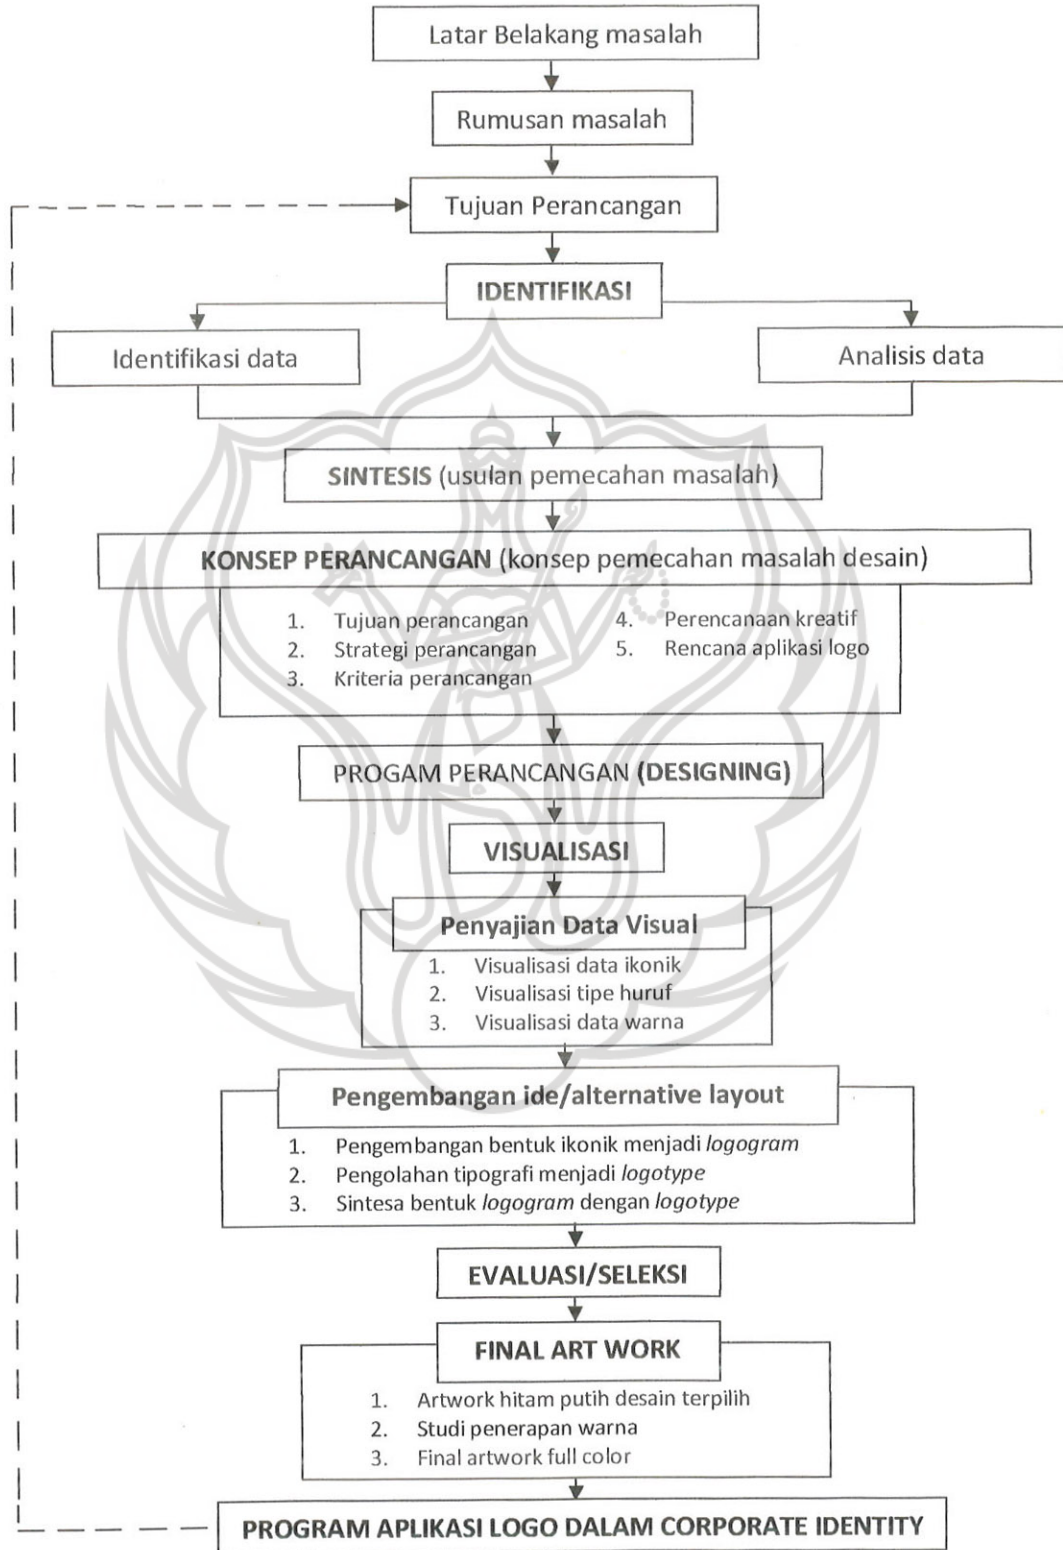 Latar Belakang masalah
Rumusan masalah
Tujuan Perancangan
IDENTIFIKASI
Identifikasi data
Analisis data
SINTESIS (usulan pemecahan masalah)
KONSEP PERANCANGAN (konsep pemecahan masalah desain)
1. Tujuan perancangan
2. Strategi perancangan
3. Kriteria perancangan
4. Perencanaan kreatif
5. Rencana aplikasi logo
PROGAM PERANCANGAN (DESIGNING)
VISUALISASI
Penyajian Data Visual
1. Visualisasi data ikonik
2. Visualisasi tipe huruf
3. Visualisasi data warna
Pengembangan ide/alternative layout
1. Pengembangan bentuk ikonik menjadi logogram
2. Pengolahan tipografi menjadi logotype
3. Sintesa bentuk logogram dengan logotype
EVALUASI/SELEKSI
FINAL ART WORK
1. Artwork hitam putih desain terpilih
2. Studi penerapan warna
3. Final artwork full color
PROGRAM APLIKASI LOGO DALAM CORPORATE IDENTITY